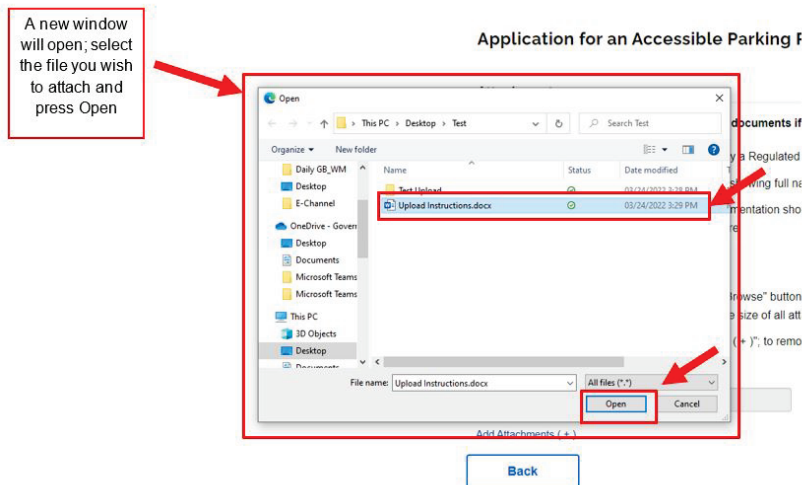 A new window
will open; select
the file you wish
to attach and
press Open
Application for an Accessible Parking
Open
This PC > Desktop > Test
Search Test
Organize
New folder
Name
Status
Date modified
Daily GB_WM
Desktop
E-Channel
OneDrive - Govern
Desktop
Documents
Microsoft Teams
Microsoft Teams
This PC
3D Objects
Desktop
Documents
Test Upload
03/24/2022 3:28 PM
Upload Instructions.docx
03/24/2022 3:29 PM
File name:
Upload Instructions.docx
All files (*.*)
Open
Cancel
documents if
y a Regulated
showing full na
mentation sho
re
Browse" button
e size of all att
( + )"; to remo
Add Attachments ( + )
Back